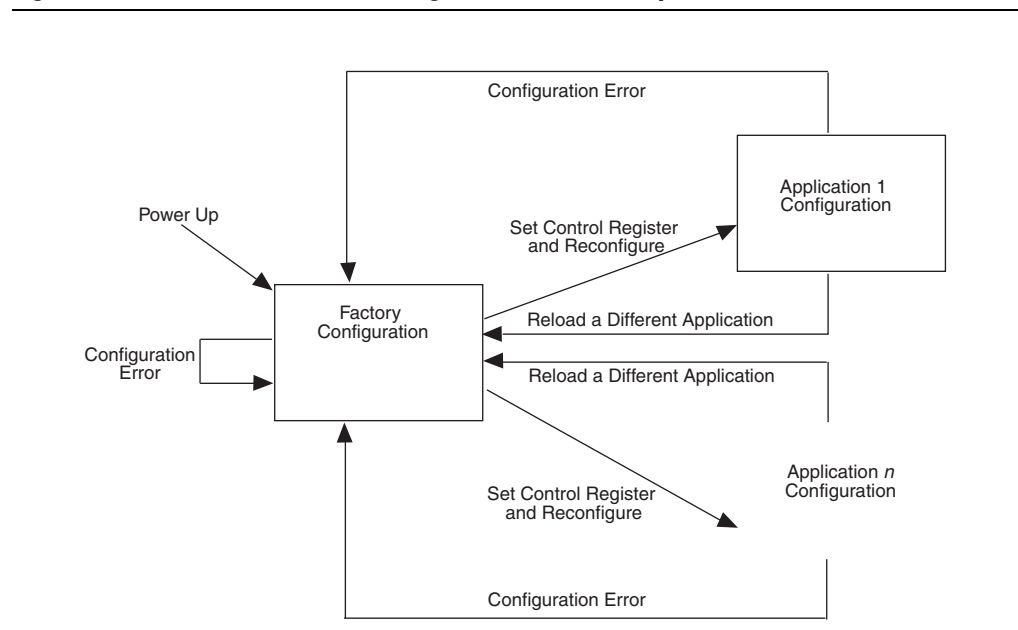 Configuration Error
Application 1
Configuration
Power Up
Set Control Register
and Reconfigure
Factory
Configuration
Reload a Different Application
Configuration
Error
Reload a Different Application
Application n
Configuration
Set Control Register
and Reconfigure
Configuration Error